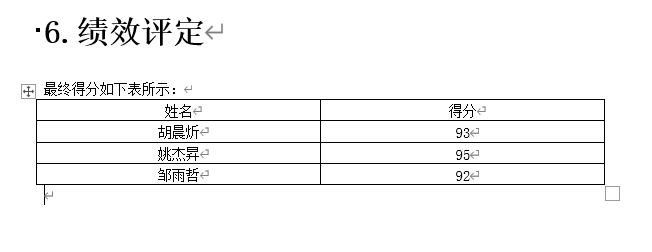 6. 绩效评定
最终得分如下表所示：
姓名 得分
胡晨炘 93
姚杰昇 95
邹雨哲 92